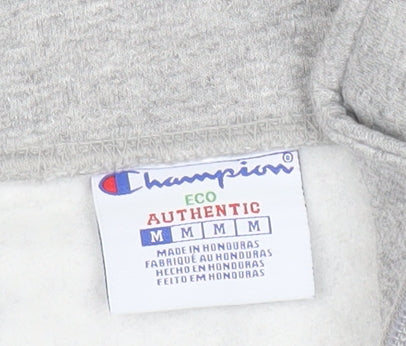 Champion®
ECO
AUTHENTIC
M M M M
MADE IN HONDURAS
FABRIQUÉ AU HONDURAS
HECHO EN HONDURAS
FEITO EM HONDURAS